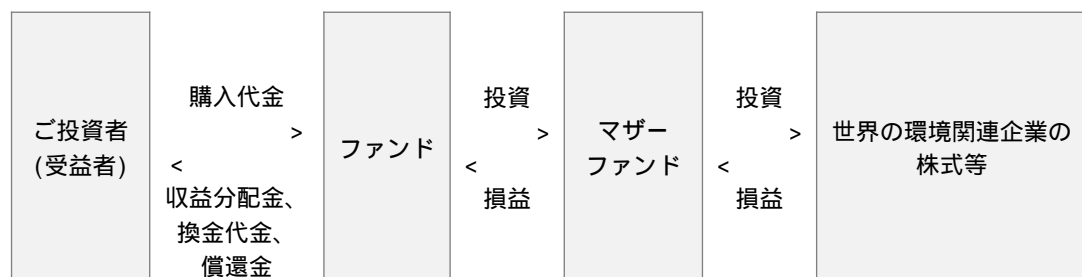 ご投資者
(受益者)
購入代金
>
<
収益分配金、
換金代金、
償還金
ファンド
投資
>
<
損益
マザー
ファンド
投資
>
<
損益
世界の環境関連企業の
株式等